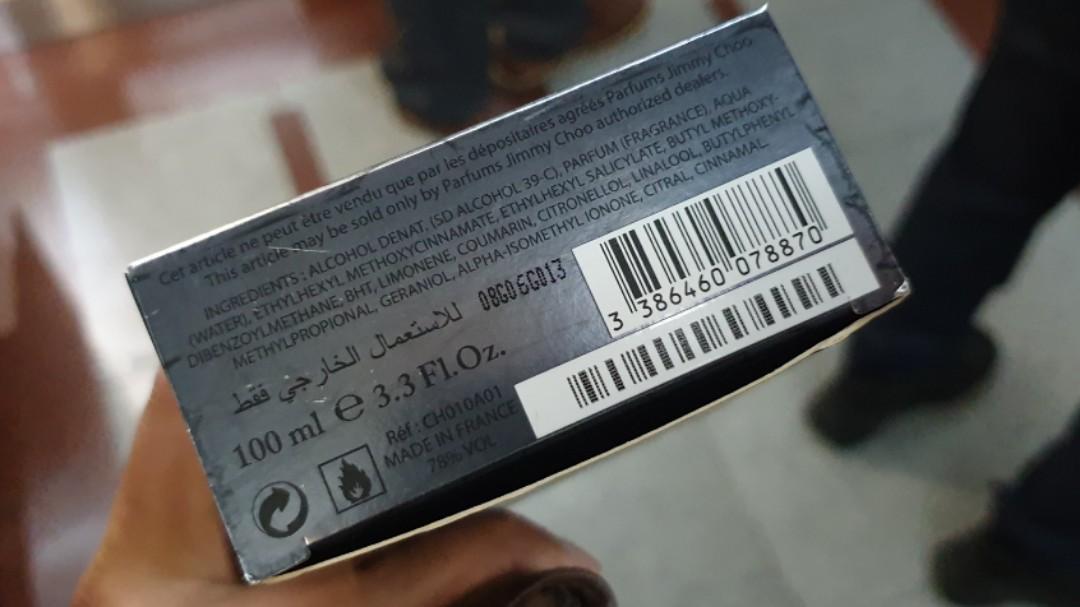 Cet article ne peut être vendu que par les dépositaires agréés Parfums Jimmy Choo
This article may be sold only by Parfums Jimmy Choo authorized dealers.
INGREDIENTS : ALCOHOL DENAT. (SD ALCOHOL 39-C), PARFUM (FRAGRANCE), AQUA
(WATER), ETHYLHEXYL METHOXYCINNAMATE, ETHYLHEXYL SALICYLATE, BUTYL METHOXY-
DIBENZOYLMETHANE, BHT, LIMONENE, COUMARIN, CITRONELLOL, LINALOOL, BUTYLPHENYL
METHYLPROPIONAL, GERANIOL, ALPHA-ISOMETHYL IONONE, CITRAL, CINNAMAL.
للاستعمال الخارجي فقط
08G06G013
100 ml e 3.3 Fl.Oz.
Réf : CH010A01
MADE IN FRANCE
78% VOL
3 386460 078870